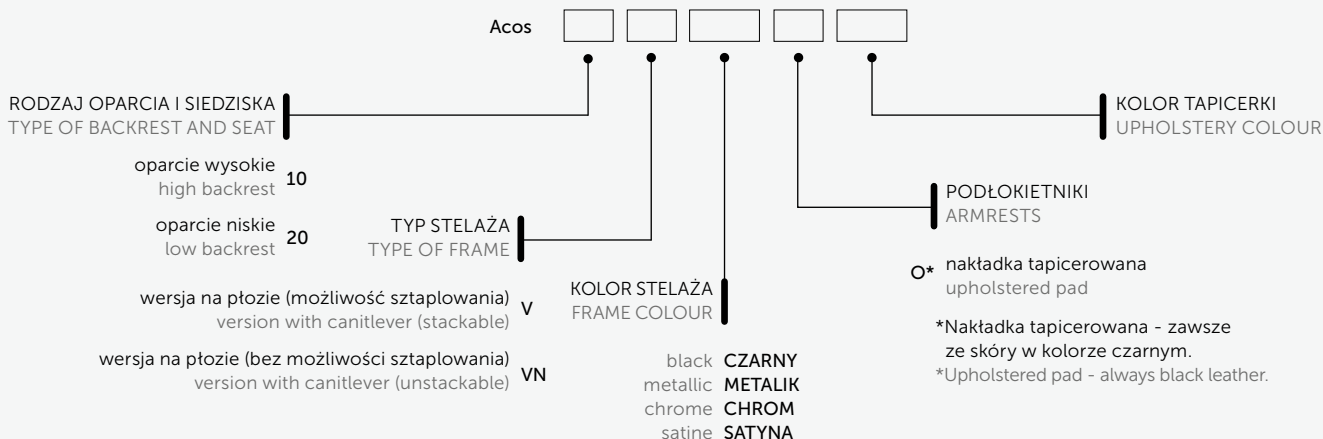 Acos
RODZAJ OPARCIA I SIEDZISKA
TYPE OF BACKREST AND SEAT
oparcie wysokie
high backrest
10
oparcie niskie
low backrest
20
TYP STELAŻA
TYPE OF FRAME
wersja na płozie (możliwość sztaplowania)
version with canitlever (stackable)
V
wersja na płozie (bez możliwości sztaplowania)
version with canitlever (unstackable)
VN
KOLOR STELAŻA
FRAME COLOUR
black CZARNY
metallic METALIK
chrome CHROM
satine SATYNA
PODŁOKIETNIKI
ARMRESTS
O* nakładka tapicerowana
upholstered pad
*Nakładka tapicerowana - zawsze
ze skóry w kolorze czarnym.
*Upholstered pad - always black leather.
KOLOR TAPICERKI
UPHOLSTERY COLOUR